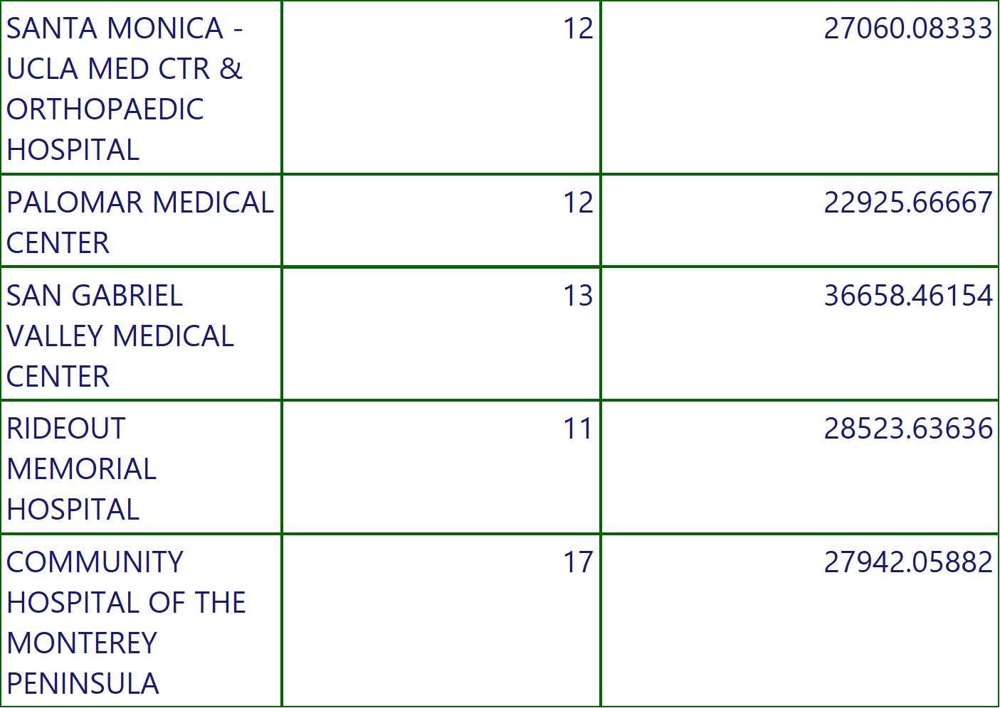 SANTA MONICA - 12 27060.08333
UCLA MED CTR &
ORTHOPAEDIC
HOSPITAL
PALOMAR MEDICAL 12 22925.66667
CENTER
SAN GABRIEL 13 36658.46154
VALLEY MEDICAL
CENTER
RIDEOUT 11 28523.63636
MEMORIAL
HOSPITAL
COMMUNITY 17 27942.05882
HOSPITAL OF THE
MONTEREY
PENINSULA